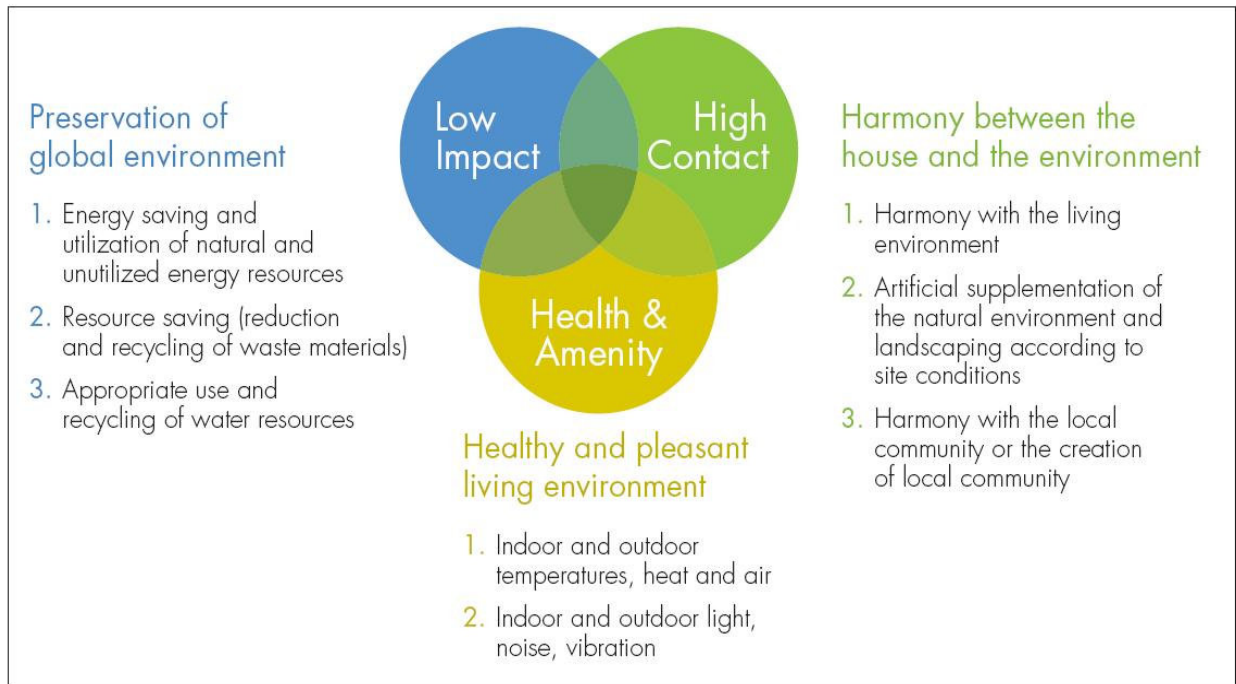 Low
Impact
High
Contact
Health &
Amenity
Preservation of
global environment
1. Energy saving and
utilization of natural and
unutilized energy resources
2. Resource saving (reduction
and recycling of waste materials)
3. Appropriate use and
recycling of water resources
Healthy and pleasant
living environment
1. Indoor and outdoor
temperatures, heat and air
2. Indoor and outdoor light,
noise, vibration
Harmony between the
house and the environment
1. Harmony with the living
environment
2. Artificial supplementation of
the natural environment and
landscaping according to
site conditions
3. Harmony with the local
community or the creation
of local community